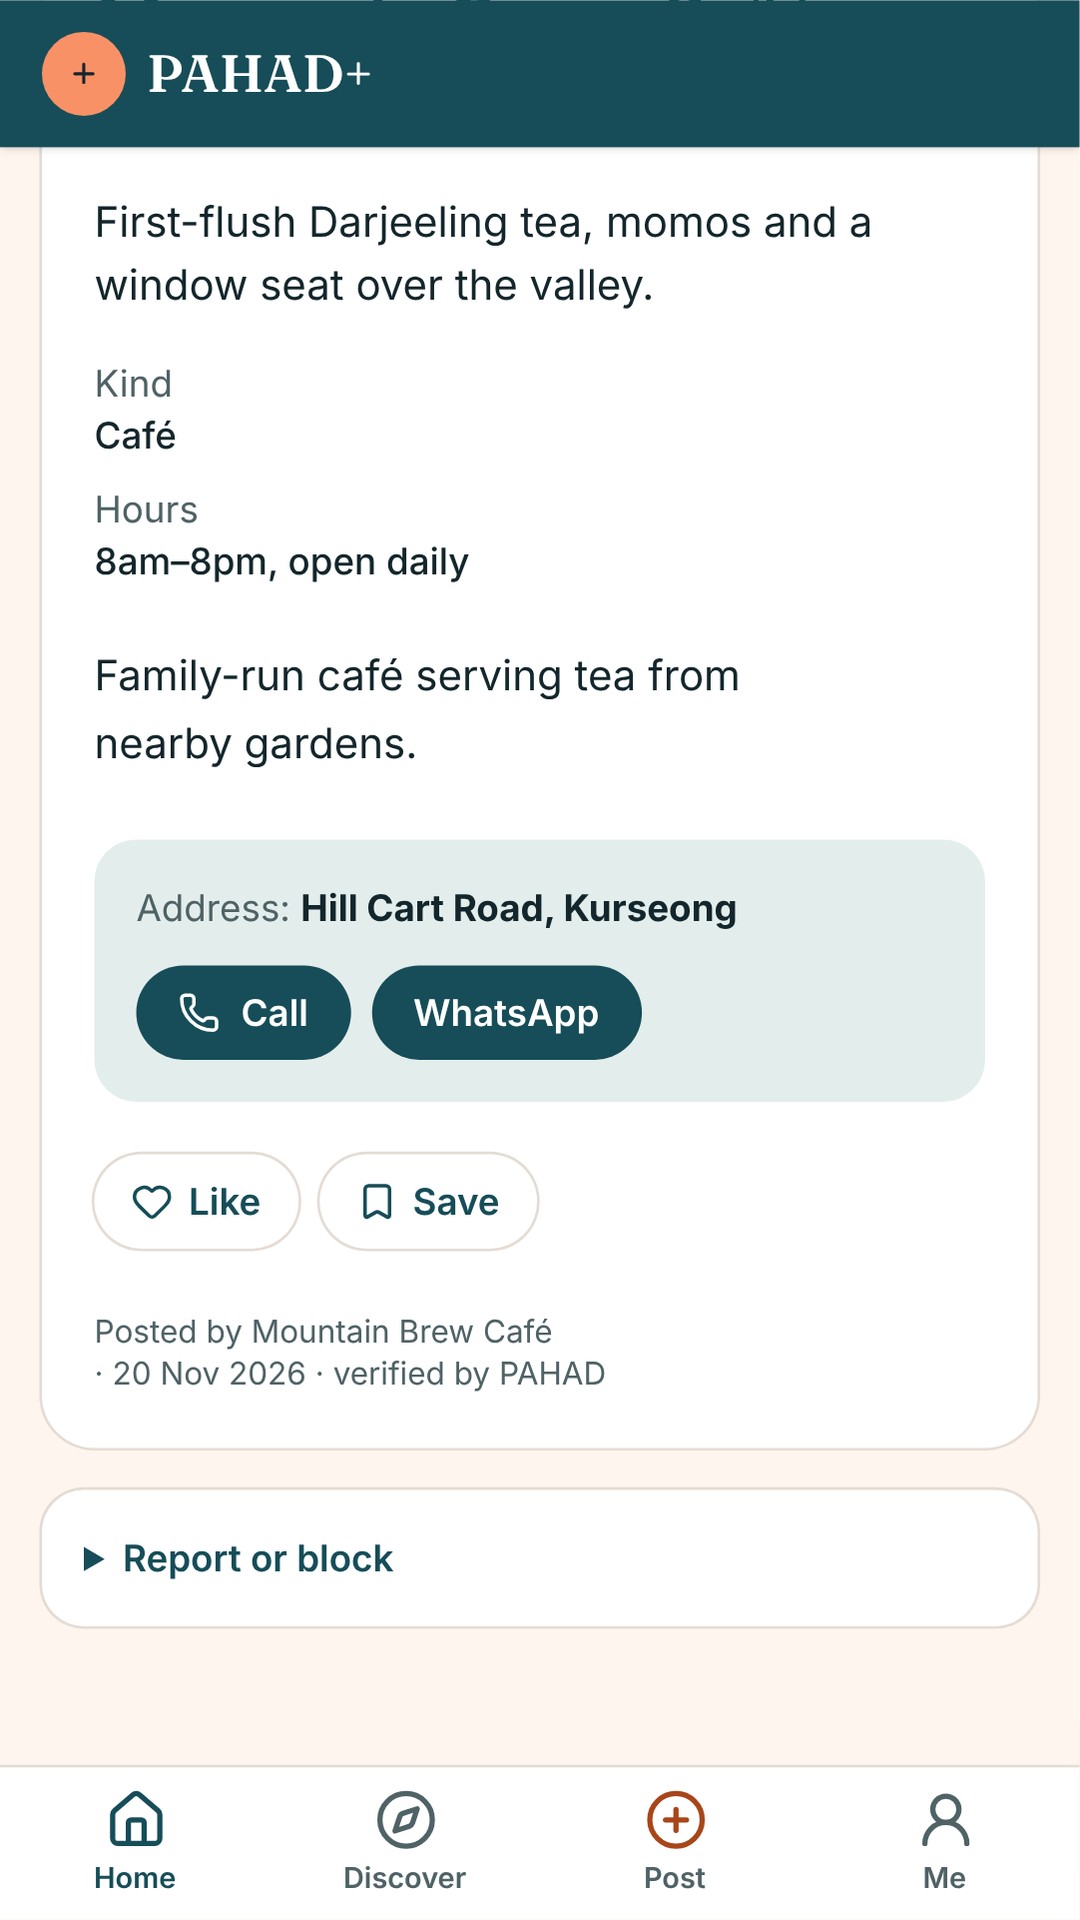 PAHAD+
First-flush Darjeeling tea, momos and a
window seat over the valley.
Kind
Café
Hours
8am–8pm, open daily
Family-run café serving tea from
nearby gardens.
Address: Hill Cart Road, Kurseong
Call
WhatsApp
Like
Save
Posted by Mountain Brew Café
· 20 Nov 2026 · verified by PAHAD
Report or block
Home
Discover
Post
Me